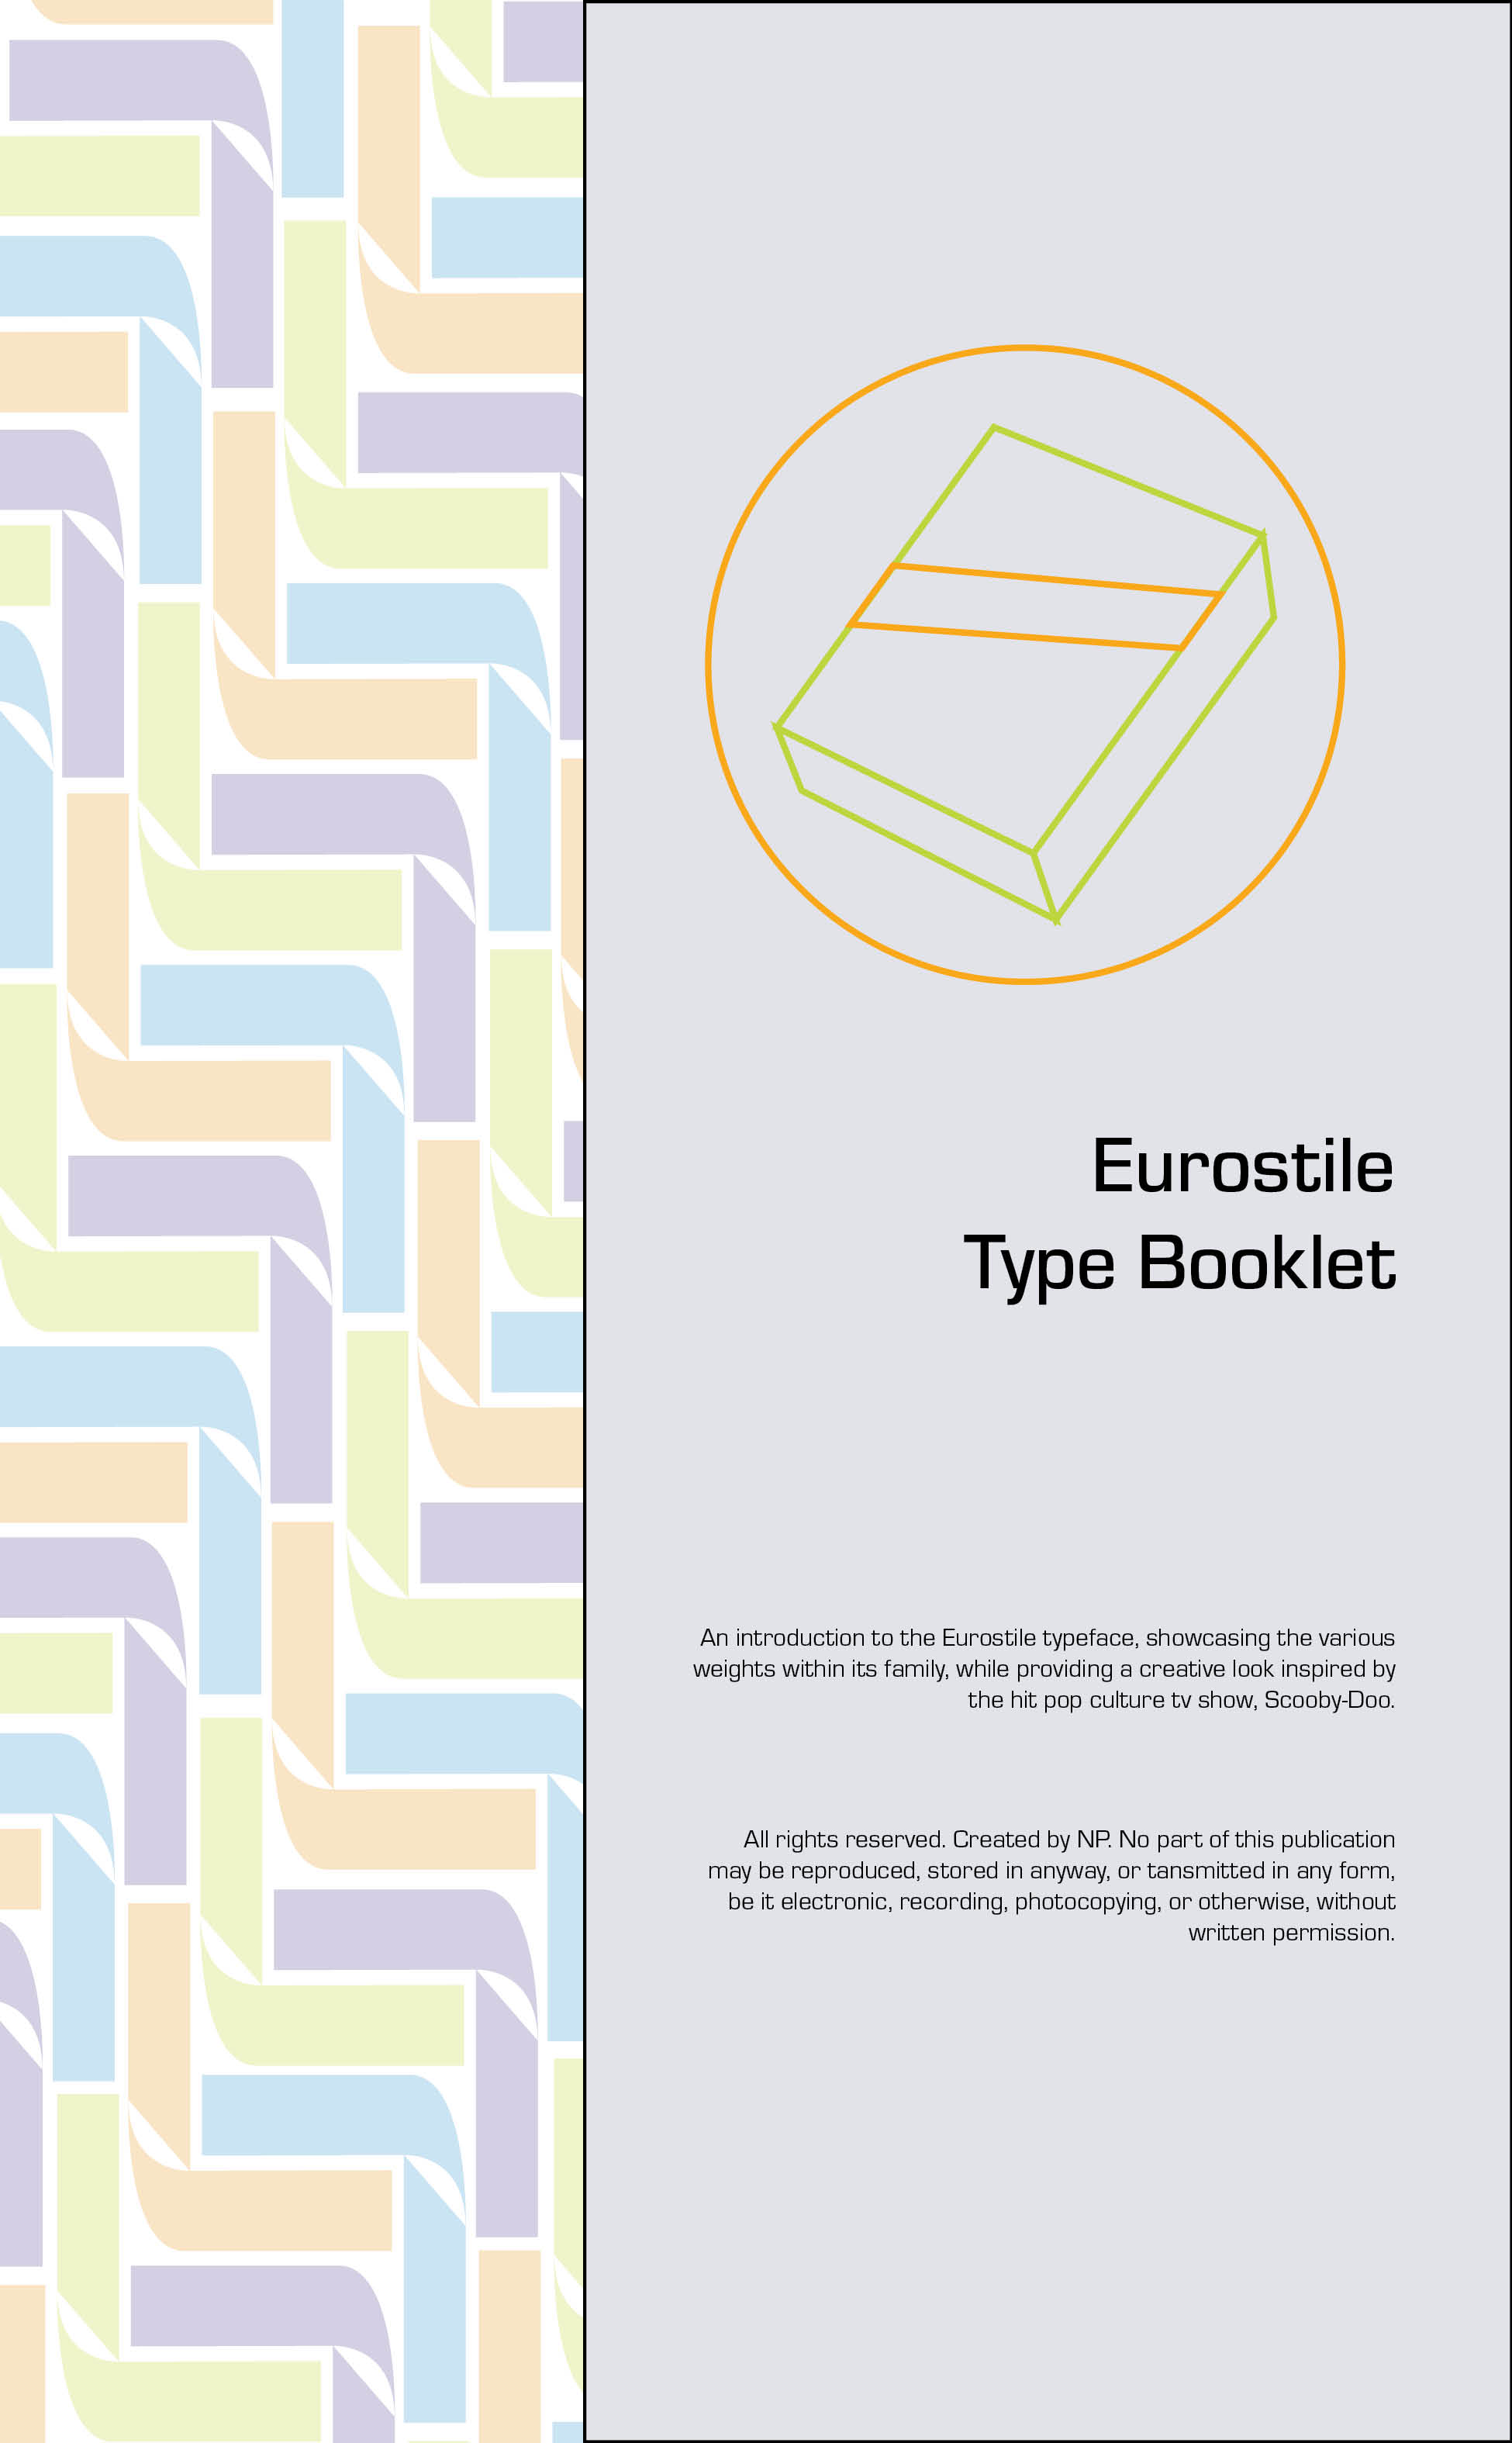 Eurostile
Type Booklet
An introduction to the Eurostile typeface, showcasing the various
weights within its family, while providing a creative look inspired by
the hit pop culture tv show, Scooby-Doo.
All rights reserved. Created by NP. No part of this publication
may be reproduced, stored in anyway, or tansmitted in any form,
be it electronic, recording, photocopying, or otherwise, without
written permission.